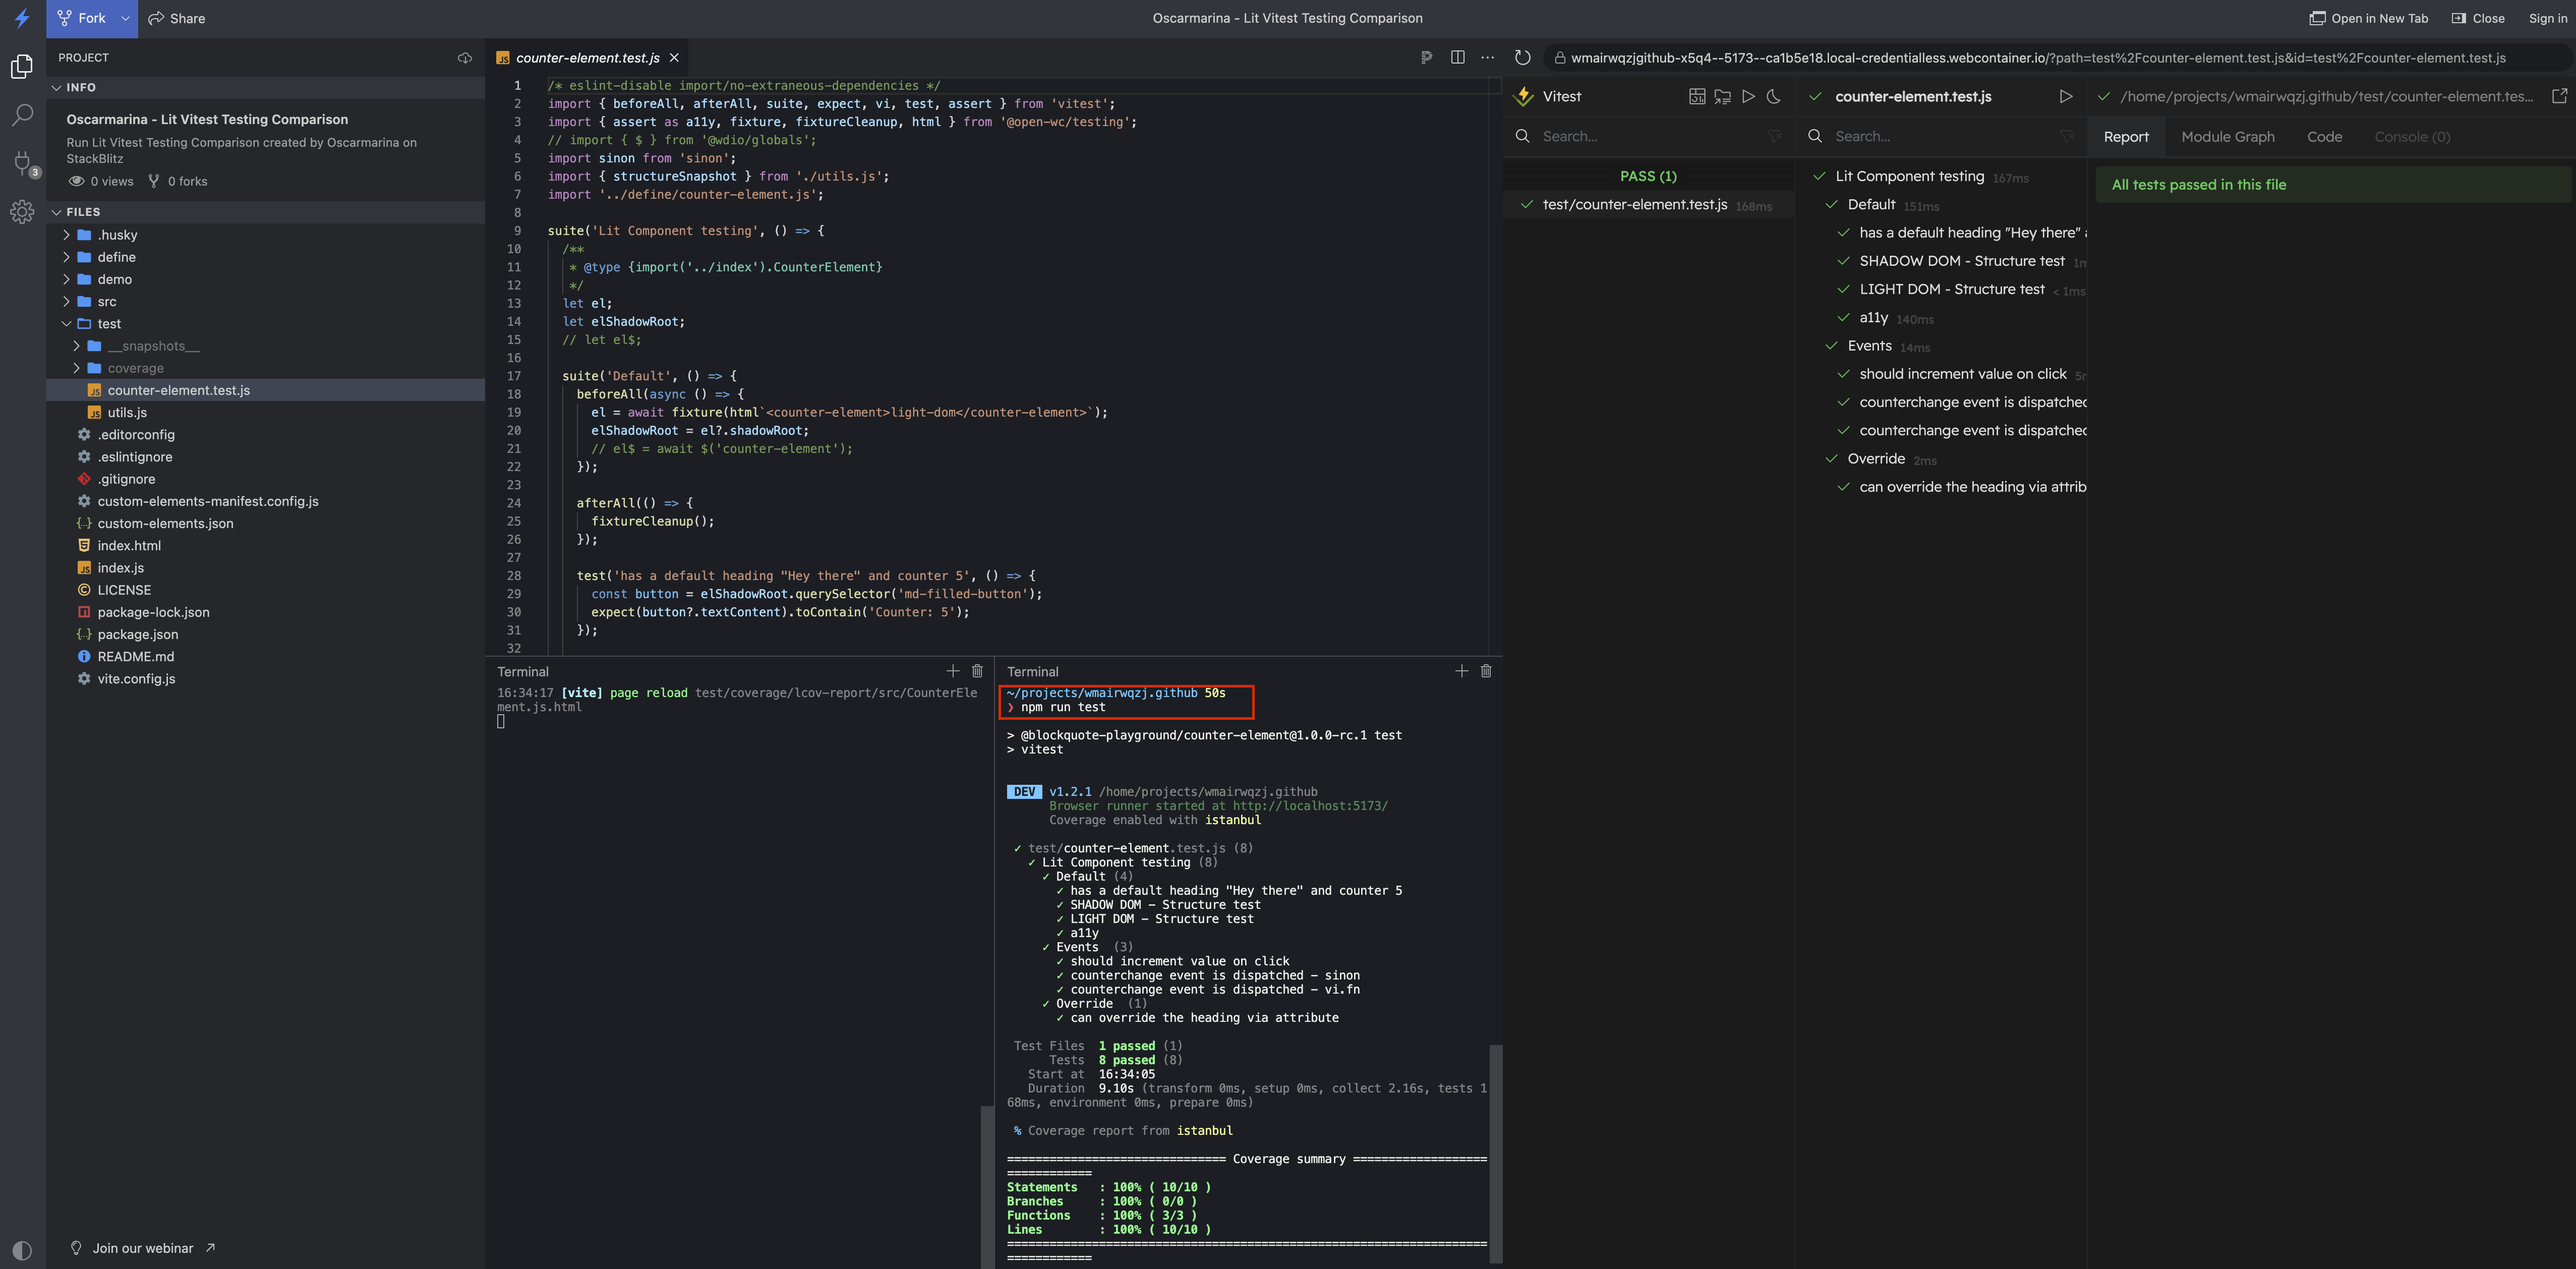 Fork
Share
Oscarmarina - Lit Vitest Testing Comparison
Open in New Tab
Close
Sign in
PROJECT
INFO
Oscarmarina - Lit Vitest Testing Comparison
Run Lit Vitest Testing Comparison created by Oscarmarina on
StackBlitz
0 views
0 forks
3
FILES
.husky
define
demo
src
test
__snapshots__
coverage
counter-element.test.js
utils.js
.editorconfig
.eslintignore
.gitignore
custom-elements-manifest.config.js
custom-elements.json
index.html
index.js
LICENSE
package-lock.json
package.json
README.md
vite.config.js
Join our webinar
counter-element.test.js
1 /* eslint-disable import/no-extraneous-dependencies */
2 import { beforeAll, afterAll, suite, expect, vi, test, assert } from 'vitest';
3 import { assert as a11y, fixture, fixtureCleanup, html } from '@open-wc/testing';
4 // import { $ } from '@wdio/globals';
5 import sinon from 'sinon';
6 import { structureSnapshot } from './utils.js';
7 import '../define/counter-element.js';
8
9 suite('Lit Component testing', () => {
10 /**
11 * @type {import('../index').CounterElement}
12 */
13 let el;
14 let elShadowRoot;
15 // let el$;
16
17 suite('Default', () => {
18 beforeAll(async () => {
19 el = await fixture(html`<counter-element>light-dom</counter-element>`);
20 elShadowRoot = el?.shadowRoot;
21 // el$ = await $('counter-element');
22 });
23
24 afterAll(() => {
25 fixtureCleanup();
26 });
27
28 test('has a default heading "Hey there" and counter 5', () => {
29 const button = elShadowRoot.querySelector('md-filled-button');
30 expect(button?.textContent).toContain('Counter: 5');
31 });
32
Terminal
16:34:17 [vite] page reload test/coverage/lcov-report/src/CounterEle
ment.js.html
Terminal
~/projects/wmairwqzj.github 50s
❯ npm run test
> @blockquote-playground/counter-element@1.0.0-rc.1 test
> vitest
DEV v1.2.1 /home/projects/wmairwqzj.github
Browser runner started at http://localhost:5173/
Coverage enabled with istanbul
✓ test/counter-element.test.js (8)
✓ Lit Component testing (8)
✓ Default (4)
✓ has a default heading "Hey there" and counter 5
✓ SHADOW DOM - Structure test
✓ LIGHT DOM - Structure test
✓ a11y
✓ Events (3)
✓ should increment value on click
✓ counterchange event is dispatched - sinon
✓ counterchange event is dispatched - vi.fn
✓ Override (1)
✓ can override the heading via attribute
Test Files 1 passed (1)
Tests 8 passed (8)
Start at 16:34:05
Duration 9.10s (transform 0ms, setup 0ms, collect 2.16s, tests 1
68ms, environment 0ms, prepare 0ms)
% Coverage report from istanbul
=============================== Coverage summary ===================
============
Statements : 100% ( 10/10 )
Branches : 100% ( 0/0 )
Functions : 100% ( 3/3 )
Lines : 100% ( 10/10 )
====================================================================
============
wmairwqzjgithub-x5q4--5173--ca1b5e18.local-credentialless.webcontainer.io/?path=test%2Fcounter-element.test.js&id=test%2Fcounter-element.test.js
Vitest
Search...
PASS (1)
test/counter-element.test.js 168ms
counter-element.test.js
Search...
Lit Component testing 167ms
Default 151ms
has a default heading "Hey there" a
SHADOW DOM - Structure test 1m
LIGHT DOM - Structure test < 1ms
a11y 140ms
Events 14ms
should increment value on click 5m
counterchange event is dispatched
counterchange event is dispatched
Override 2ms
can override the heading via attrib
/home/projects/wmairwqzj.github/test/counter-element.tes...
Report
Module Graph
Code
Console (0)
All tests passed in this file